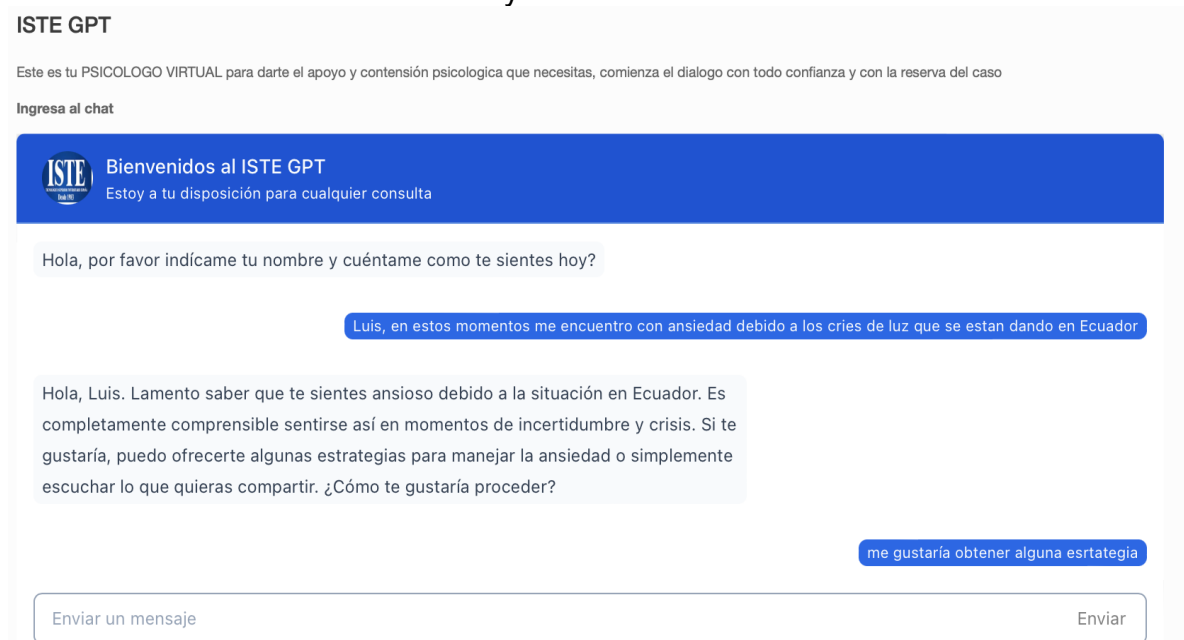 ISTE GPT
Este es tu PSICOLOGO VIRTUAL para darte el apoyo y contensión psicologica que necesitas, comienza el dialogo con todo confianza y con la reserva del caso
Ingresa al chat
ISTE
Desde 1983
Bienvenidos al ISTE GPT
Estoy a tu disposición para cualquier consulta
Hola, por favor indícame tu nombre y cuéntame como te sientes hoy?
Luis, en estos momentos me encuentro con ansiedad debido a los cries de luz que se estan dando en Ecuador
Hola, Luis. Lamento saber que te sientes ansioso debido a la situación en Ecuador. Es
completamente comprensible sentirse así en momentos de incertidumbre y crisis. Si te
gustaría, puedo ofrecerte algunas estrategias para manejar la ansiedad o simplemente
escuchar lo que quieras compartir. ¿Cómo te gustaría proceder?
me gustaría obtener alguna esrtategia
Enviar un mensaje
Enviar